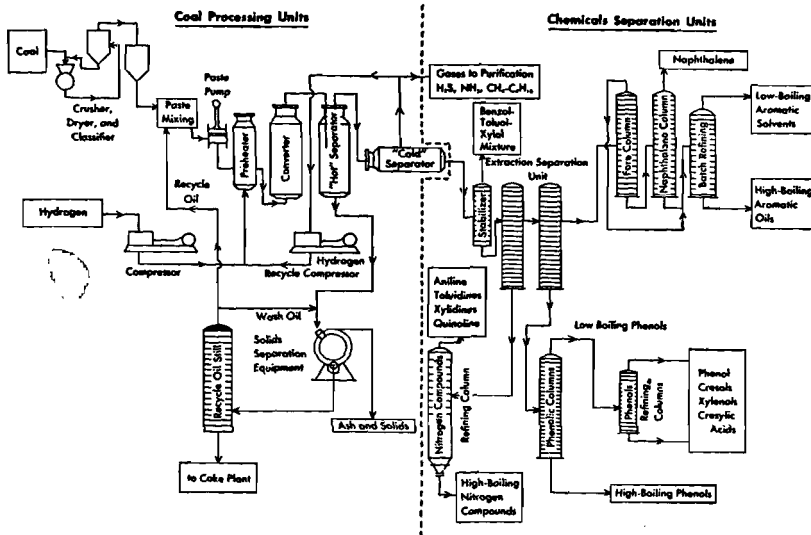 Coal Processing Units
Chemicals Separation Units
Coal
Crusher,
Dryer, and
Classifier
Paste
Mixing
Paste
Pump
Preheater
Converter
"Hot" Separator
"Cold"
Separator
Gases to Purification
H₂S, NH₃, CH₄-C₄H₁₀
Recycle
Oil
Hydrogen
Compressor
Hydrogen
Recycle Compressor
Wash Oil
Solids
Separation
Equipment
Recycle Oil Still
Ash and Solids
to Coke Plant
Benzol-
Toluol-
Xylol
Mixture
Extraction Separation
Unit
Stabilizer
Naphthalene
Fore Column
Naphthalene Column
Batch Refining
Low-Boiling
Aromatic
Solvents
High-Boiling
Aromatic
Oils
Aniline
Toluidines
Xylidines
Quinoline
Nitrogen Compounds
Refining Column
High-Boiling
Nitrogen
Compounds
Low Boiling Phenols
Phenolic Columns
Phenols
Refining
Columns
Phenol
Cresols
Xylenols
Cresylic
Acids
High-Boiling Phenols